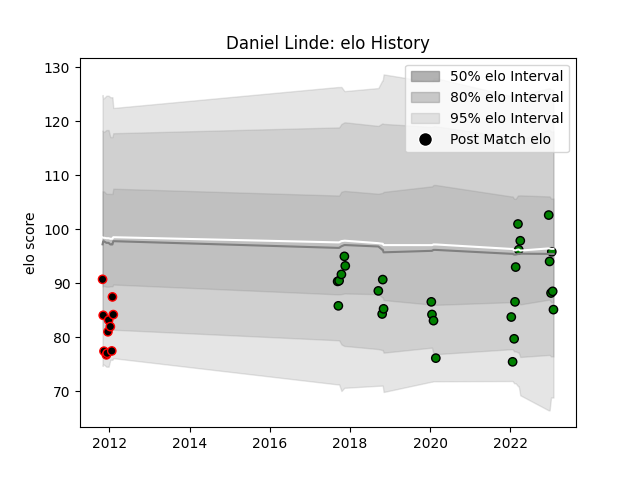 Daniel Linde: elo History
50% elo Interval
80% elo Interval
95% elo Interval
Post Match elo
elo score
130
120
110
100
90
80
70
2012 2014 2016 2018 2020 2022